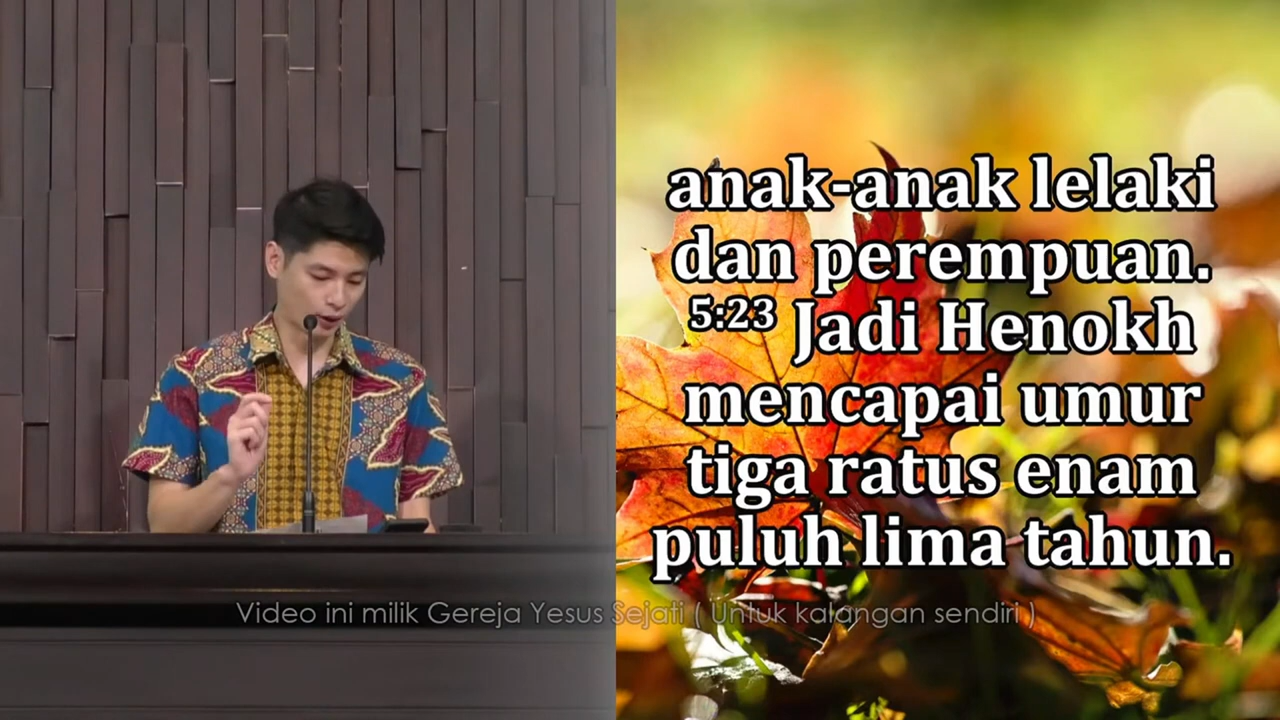 anak-anak lelaki
dan perempuan.
5:23 Jadi Henokh
mencapai umur
tiga ratus enam
puluh lima tahun.
Video ini milik Gereja Yesus Sejati ( Untuk kalangan sendiri )